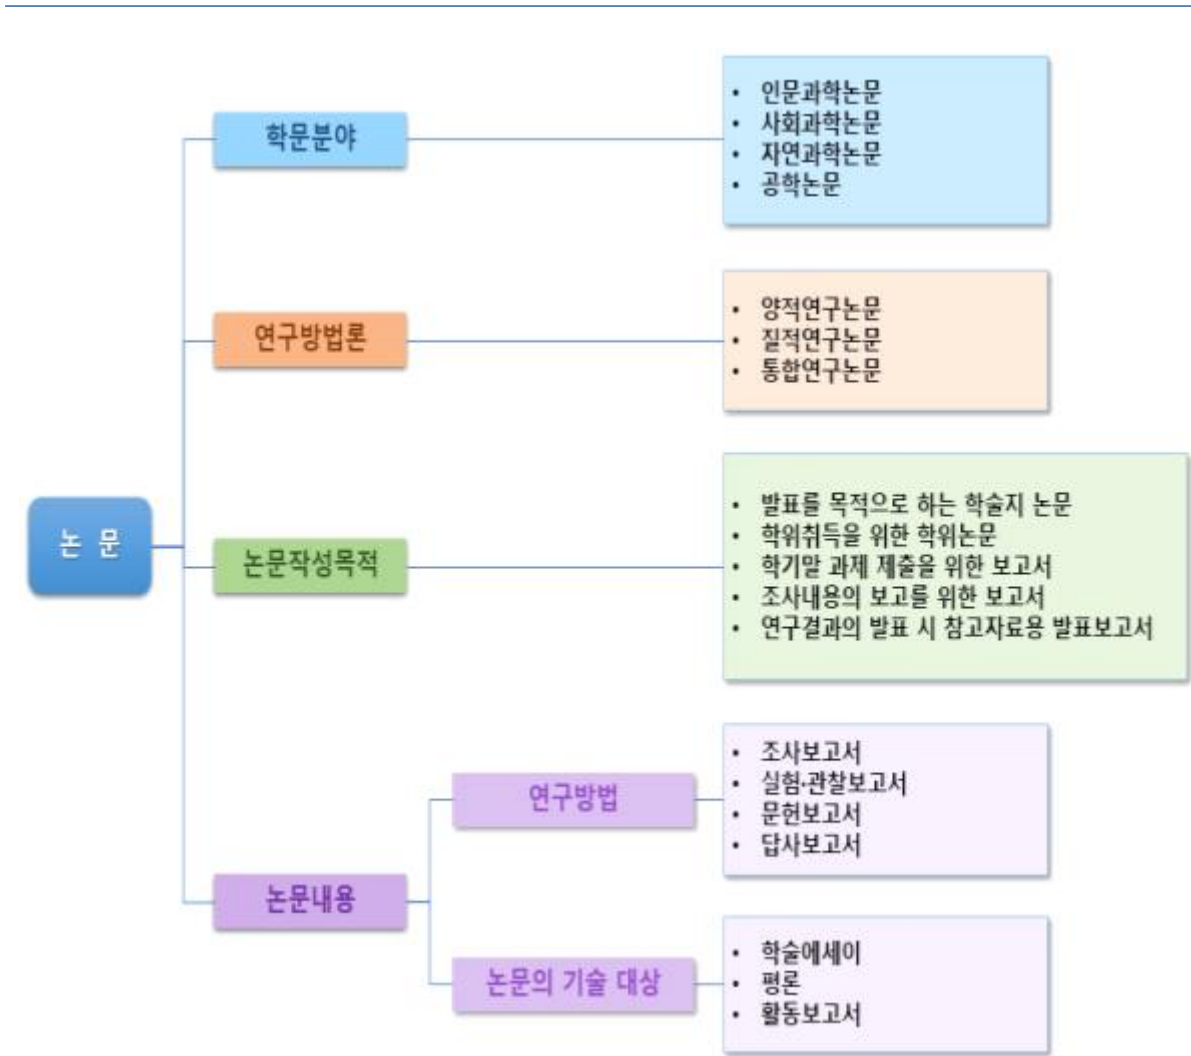 논 문
학문분야
• 인문과학논문
• 사회과학논문
• 자연과학논문
• 공학논문
연구방법론
• 양적연구논문
• 질적연구논문
• 통합연구논문
논문작성목적
• 발표를 목적으로 하는 학술지 논문
• 학위취득을 위한 학위논문
• 학기말 과제 제출을 위한 보고서
• 조사내용의 보고를 위한 보고서
• 연구결과의 발표 시 참고자료용 발표보고서
논문내용
연구방법
• 조사보고서
• 실험·관찰보고서
• 문헌보고서
• 답사보고서
논문의 기술 대상
• 학술에세이
• 평론
• 활동보고서